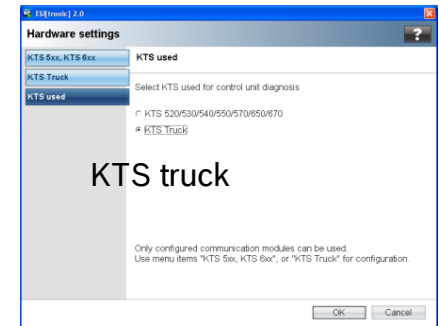 ESI[tronic] 2.0
Hardware settings
?
KTS 5xx, KTS 6xx
KTS used
KTS Truck
KTS used
Select KTS used for control unit diagnosis
KTS 520/530/540/550/570/650/670
KTS Truck
KTS truck
Only configured communication modules can be used.
Use menu items "KTS 5xx, KTS 6xx", or "KTS Truck" for configuration.
OK
Cancel